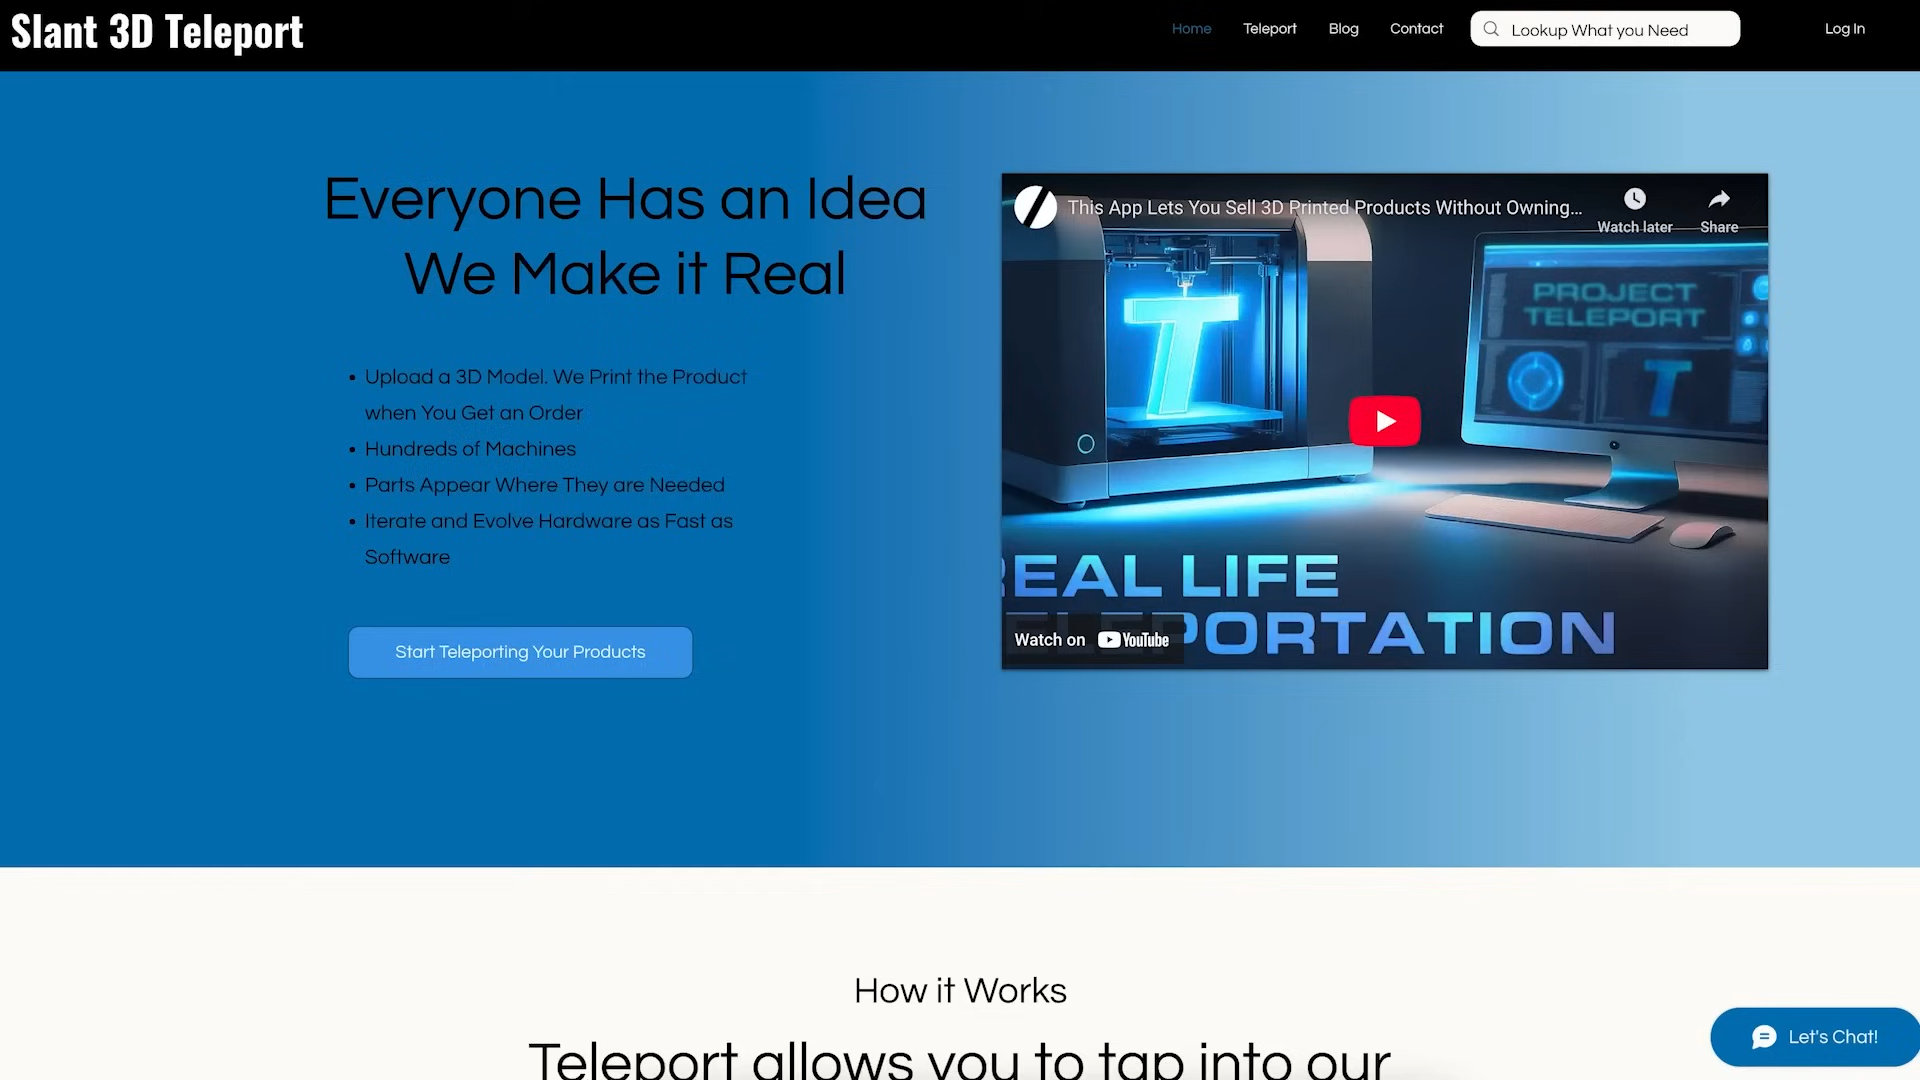 Slant 3D Teleport
Home
Teleport
Blog
Contact
Lookup What you Need
Log In
Everyone Has an Idea
We Make it Real
Upload a 3D Model. We Print the Product
when You Get an Order
Hundreds of Machines
Parts Appear Where They are Needed
Iterate and Evolve Hardware as Fast as
Software
Start Teleporting Your Products
This App Lets You Sell 3D Printed Products Without Owning...
Watch later
Share
PROJECT
TELEPORT
T
T
REAL LIFE
TELEPORTATION
Watch on YouTube
How it Works
Teleport allows you to tap into our
Let's Chat!